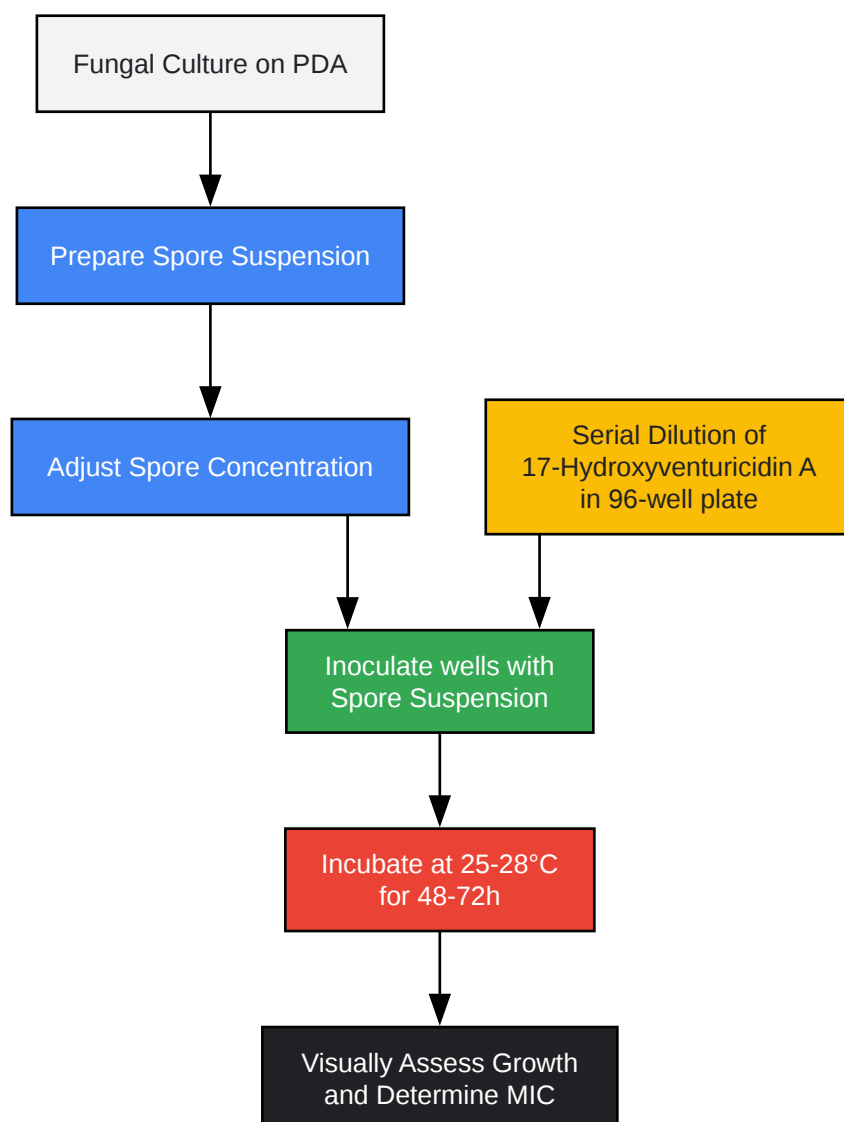 Fungal Culture on PDA
Prepare Spore Suspension
Adjust Spore Concentration
Serial Dilution of
17-Hydroxyventuricidin A
in 96-well plate
Inoculate wells with
Spore Suspension
Incubate at 25-28°C
for 48-72h
Visually Assess Growth
and Determine MIC